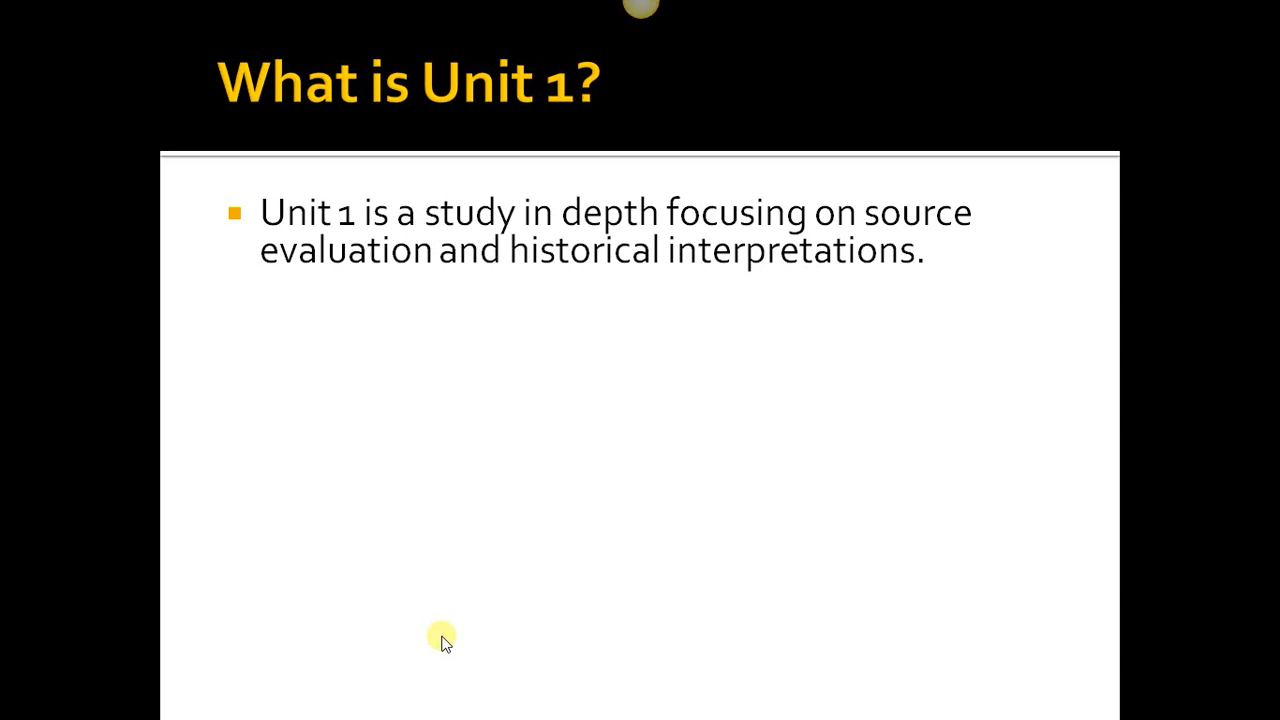 What is Unit 1?
Unit 1 is a study in depth focusing on source
evaluation and historical interpretations.